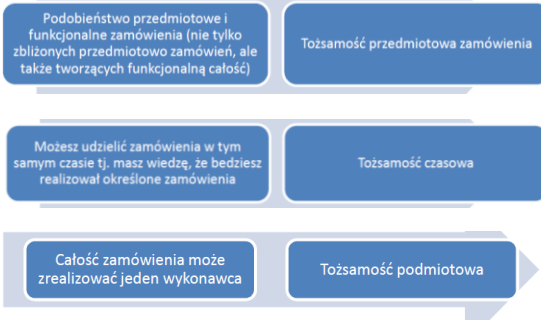 Podobieństwo przedmiotowe i
funkcjonalne zamówienia (nie tylko
zbliżonych przedmiotowo zamówień, ale
także tworzących funkcjonalną całość)
Tożsamość przedmiotowa zamówienia
Możesz udzielić zamówienia w tym
samym czasie tj. masz wiedzę, że bedziesz
realizował określone zamówienia
Tożsamość czasowa
Całość zamówienia może
zrealizować jeden wykonawca
Tożsamość podmiotowa